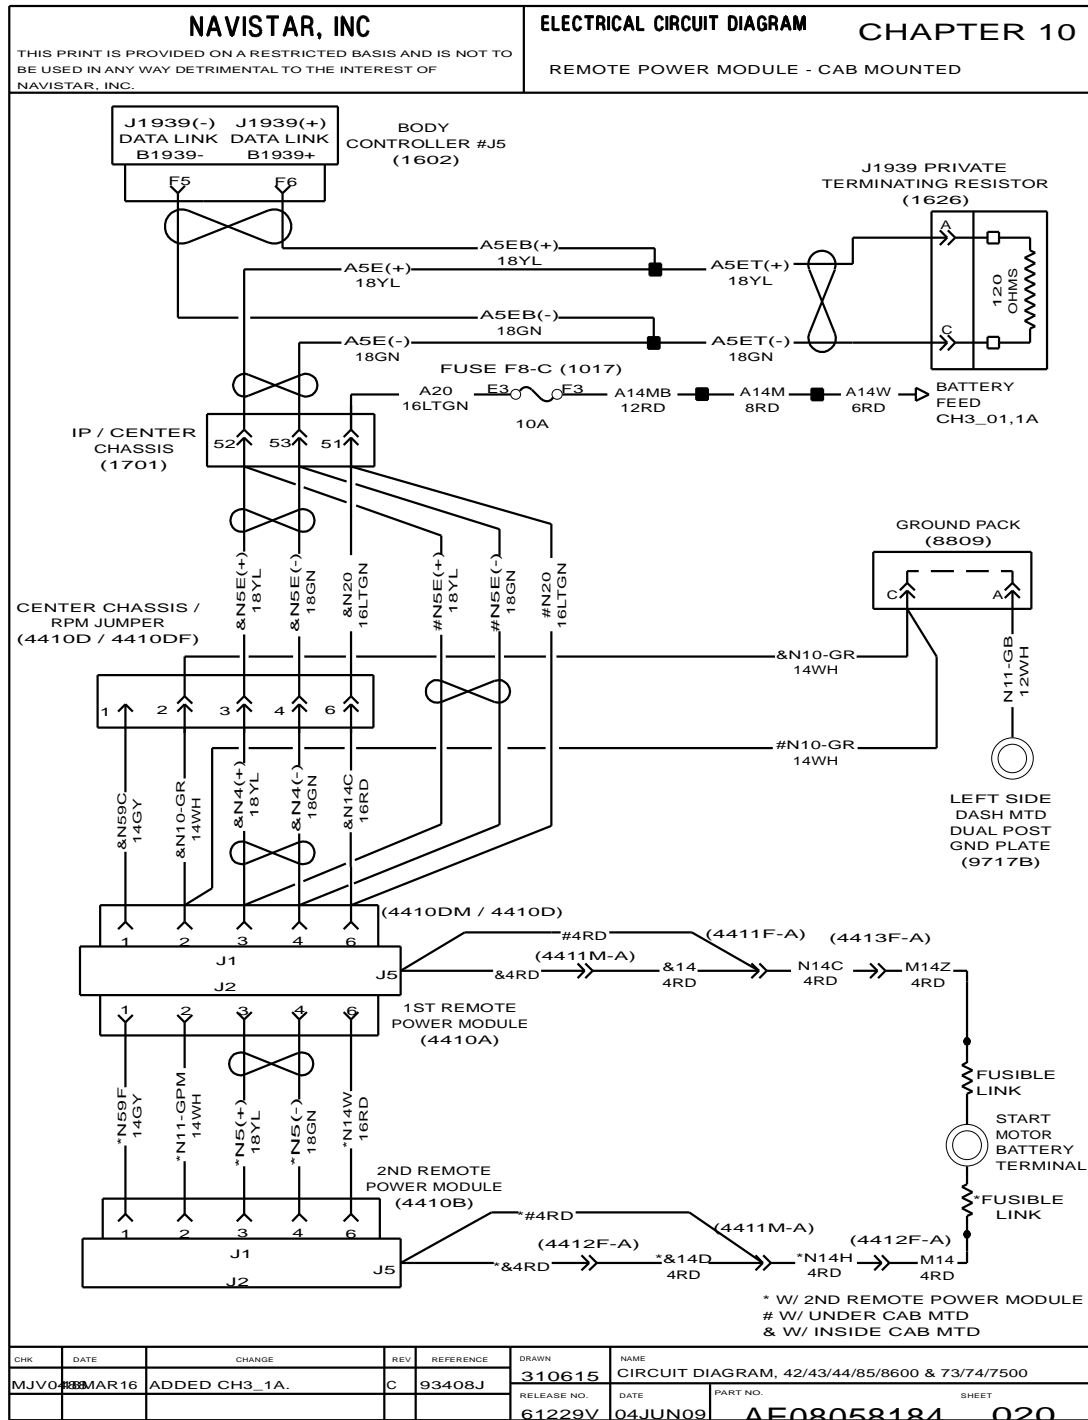 NAVISTAR, INC
THIS PRINT IS PROVIDED ON A RESTRICTED BASIS AND IS NOT TO
BE USED IN ANY WAY DETRIMENTAL TO THE INTEREST OF
NAVISTAR, INC.
ELECTRICAL CIRCUIT DIAGRAM
CHAPTER 10
REMOTE POWER MODULE - CAB MOUNTED
J1939(-) J1939(+)
DATA LINK DATA LINK
B1939- B1939+
F5 F6
BODY
CONTROLLER #J5
(1602)
J1939 PRIVATE
TERMINATING RESISTOR
(1626)
A
C
120
OHMS
A5EB(+)
18YL
A5E(+)
18YL
A5ET(+)
18YL
A5EB(-)
18GN
A5E(-)
18GN
A5ET(-)
18GN
FUSE F8-C (1017)
A20
16LTGN
E3 F3
10A
A14MB
12RD
A14M
8RD
A14W
6RD
BATTERY
FEED
CH3_01,1A
IP / CENTER
CHASSIS
(1701)
52 53 51
&N5E(+)
18YL
&N5E(-)
18GN
&N20
16LTGN
#N5E(+)
18YL
#N5E(-)
18GN
#N20
16LTGN
GROUND PACK
(8809)
C A
N11-GB
12WH
CENTER CHASSIS /
RPM JUMPER
(4410D / 4410DF)
&N10-GR
14WH
1 2 3 4 6
#N10-GR
14WH
LEFT SIDE
DASH MTD
DUAL POST
GND PLATE
(9717B)
&N59C
14GY
&N10-GR
14WH
&N4(+)
18YL
&N4(-)
18GN
&N14C
16RD
(4410DM / 4410D)
1 2 3 4 6
J1
J2
J5
1 2 3 4 6
1ST REMOTE
POWER MODULE
(4410A)
#4RD
(4411F-A)
(4413F-A)
(4411M-A)
&4RD
&14
4RD
N14C
4RD
M14Z
4RD
FUSIBLE
LINK
START
MOTOR
BATTERY
TERMINAL
*FUSIBLE
LINK
*N59F
14GY
*N11-GPM
14WH
*N5(+)
18YL
*N5(-)
18GN
*N14W
16RD
2ND REMOTE
POWER MODULE
(4410B)
1 2 3 4 6
J1
J2
J5
*#4RD
(4411M-A)
(4412F-A)
(4412F-A)
*&4RD
*&14D
4RD
*N14H
4RD
M14
4RD
* W/ 2ND REMOTE POWER MODULE
# W/ UNDER CAB MTD
& W/ INSIDE CAB MTD
CHK DATE CHANGE REV REFERENCE
MAR16 ADDED CH3_1A. C 93408J
DRAWN
310615
NAME
CIRCUIT DIAGRAM, 42/43/44/85/8600 & 73/74/7500
RELEASE NO.
61229V
DATE
04JUN09
PART NO.
AE08058184
SHEET
020